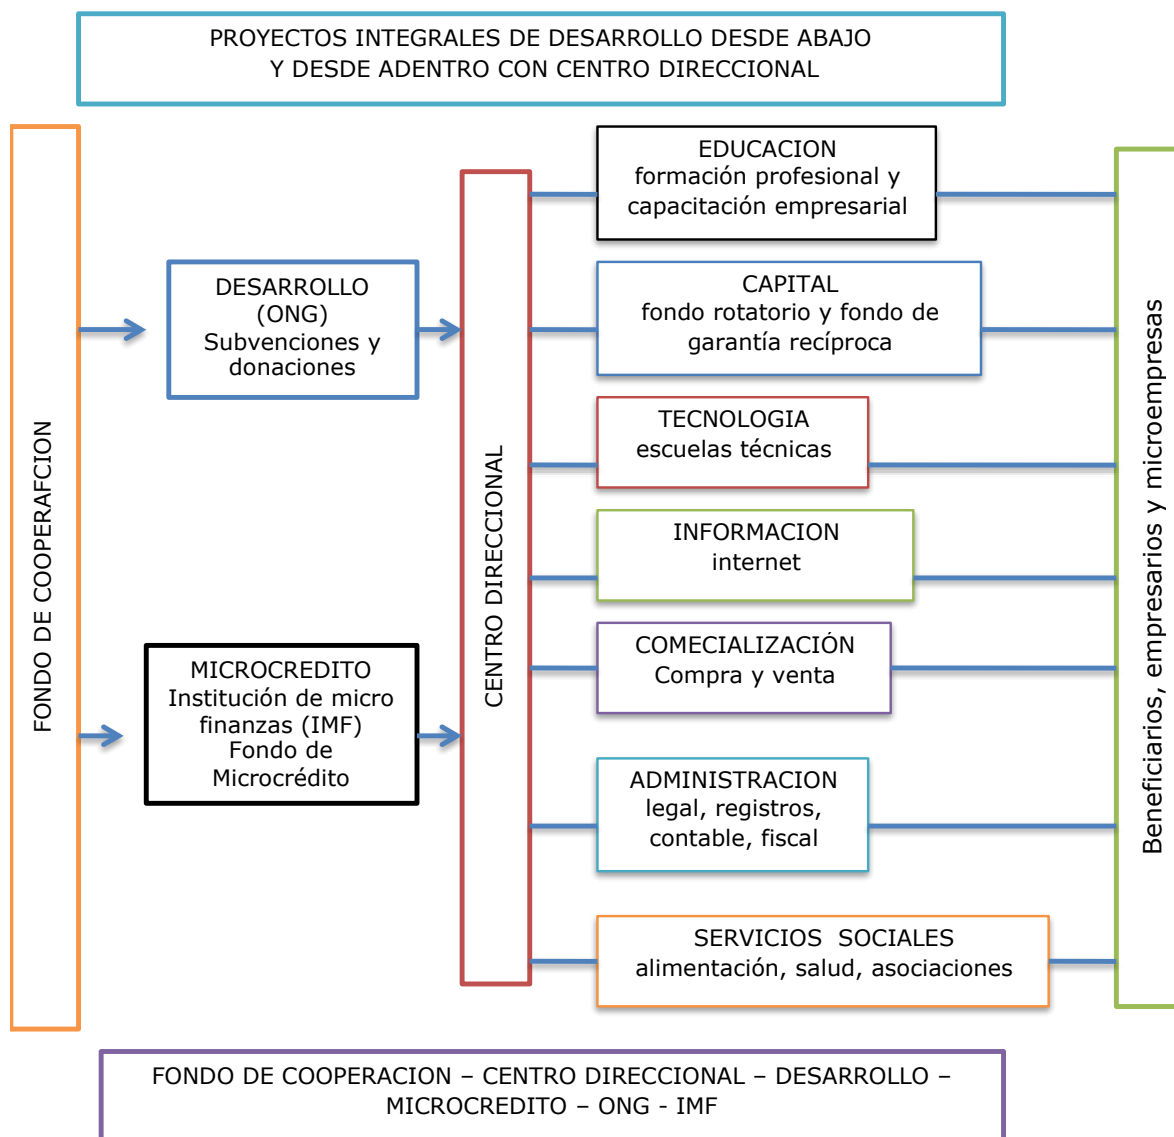 PROYECTOS INTEGRALES DE DESARROLLO DESDE ABAJO
Y DESDE ADENTRO CON CENTRO DIRECCIONAL
FONDO DE COOPERAFCION
DESARROLLO
(ONG)
Subvenciones y
donaciones
MICROCREDITO
Institución de micro
finanzas (IMF)
Fondo de
Microcrédito
CENTRO DIRECCIONAL
EDUCACION
formación profesional y
capacitación empresarial
CAPITAL
fondo rotatorio y fondo de
garantía recíproca
TECNOLOGIA
escuelas técnicas
INFORMACION
internet
COMECIALIZACIÓN
Compra y venta
ADMINISTRACION
legal, registros,
contable, fiscal
SERVICIOS  SOCIALES
alimentación, salud, asociaciones
Beneficiarios, empresarios y microempresas
FONDO DE COOPERACION – CENTRO DIRECCIONAL – DESARROLLO –
MICROCREDITO – ONG - IMF